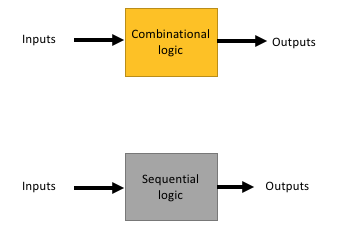 Inputs
Combinational
logic
Outputs
Inputs
Sequential
logic
Outputs